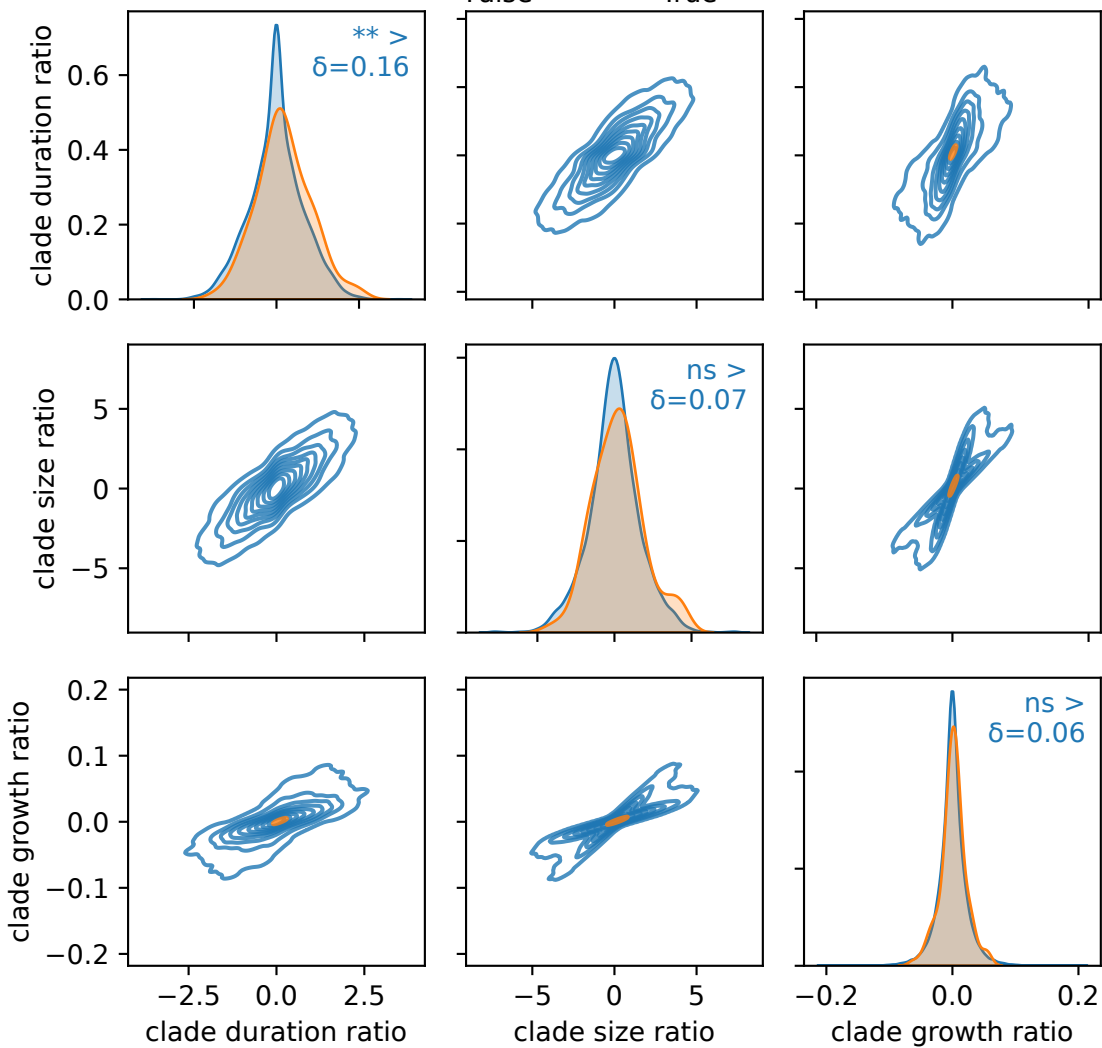 clade duration ratio
0.6
0.4
0.2
0.0
** >
δ=0.16
clade size ratio
5
0
−5
ns >
δ=0.07
clade growth ratio
0.2
0.1
0.0
−0.1
−0.2
ns >
δ=0.06
−2.5 0.0 2.5
−5 0 5
−0.2 0.0 0.2
clade duration ratio
clade size ratio
clade growth ratio